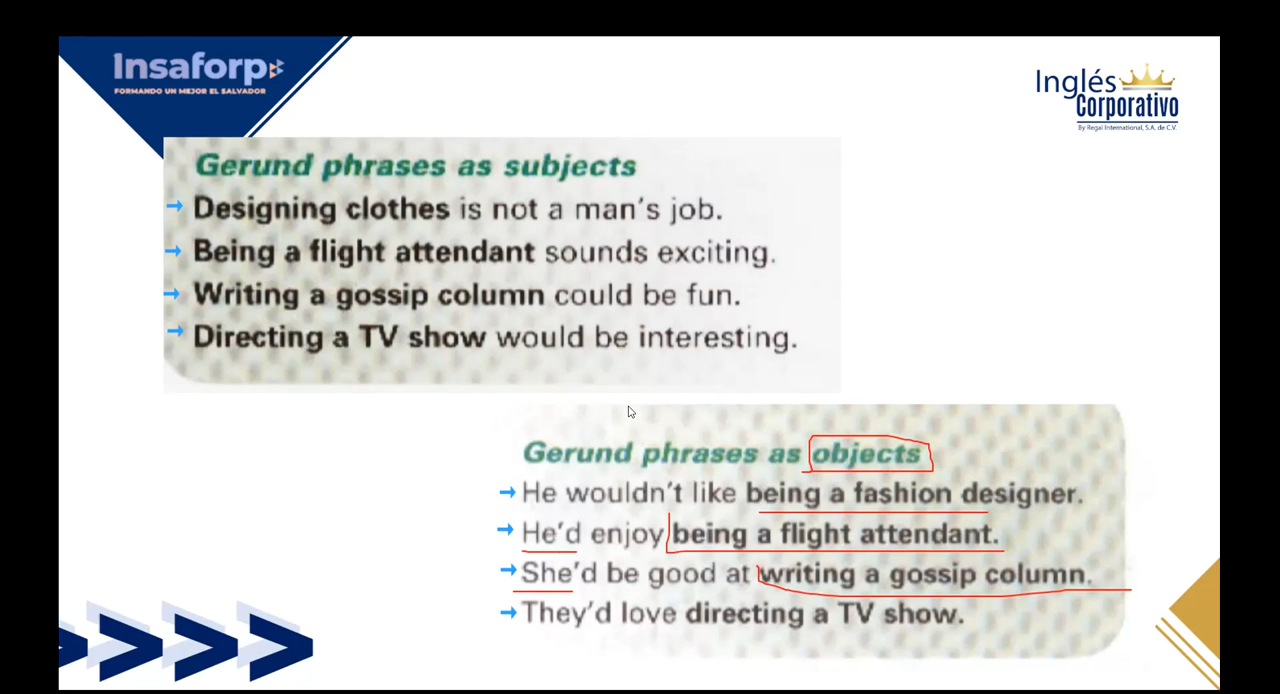 Insaforp
FORMANDO UN MEJOR EL SALVADOR
Inglés
Corporativo
By Regal International, S.A. de C.V.
Gerund phrases as subjects
Designing clothes is not a man's job.
Being a flight attendant sounds exciting.
Writing a gossip column could be fun.
Directing a TV show would be interesting.
Gerund phrases as objects
He wouldn't like being a fashion designer.
He'd enjoy being a flight attendant.
She'd be good at writing a gossip column.
They'd love directing a TV show.